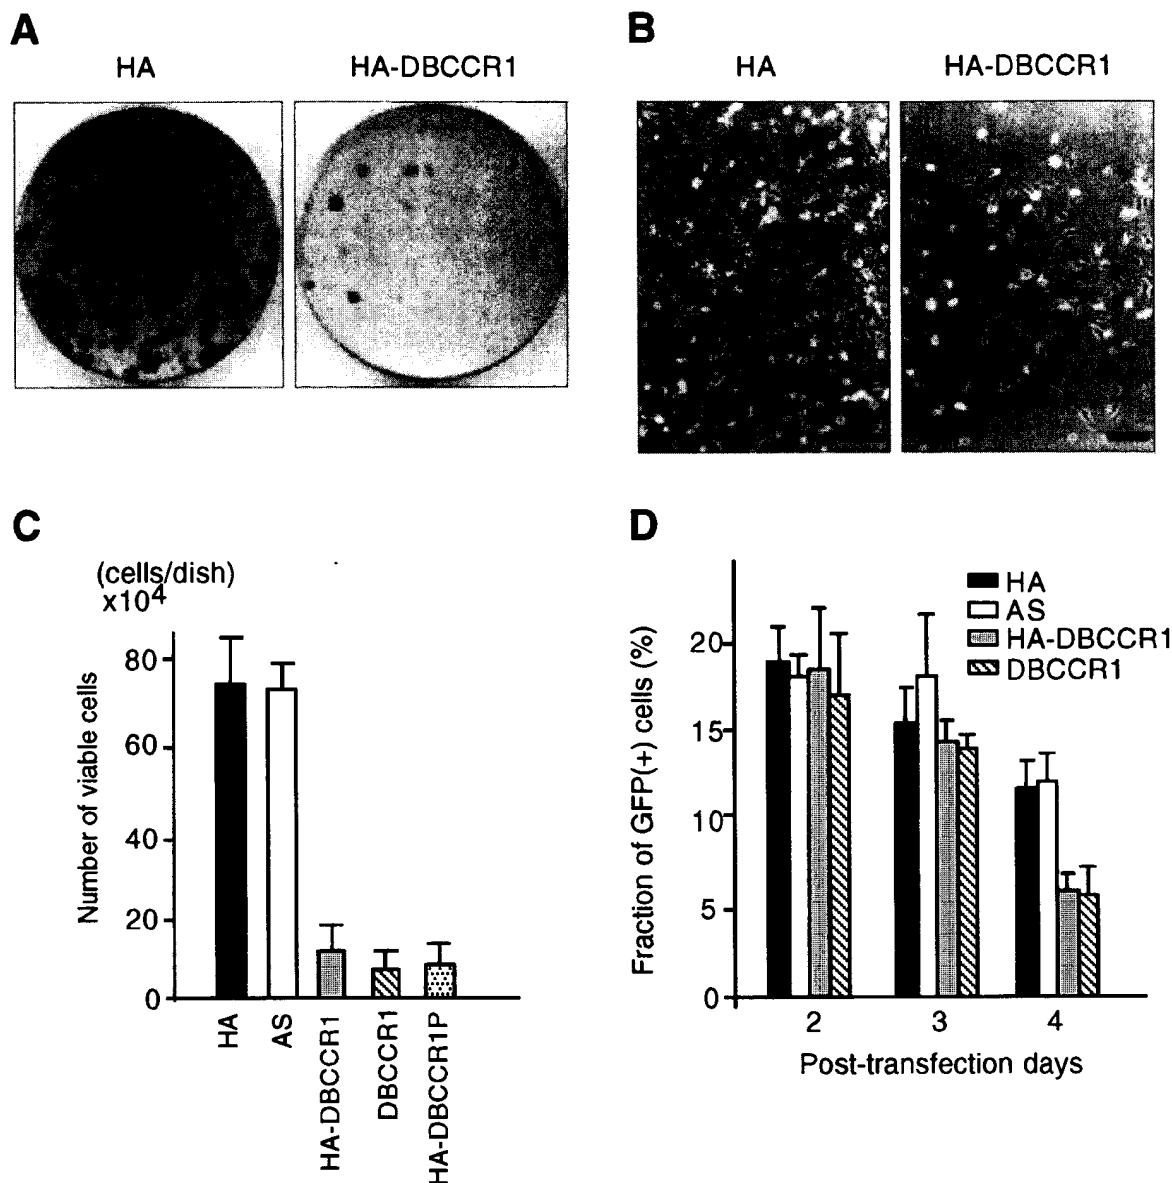 A
HA HA-DBCCR1
B
HA HA-DBCCR1
C
(cells/dish)
x10⁴
Number of viable cells
80
60
40
20
0
HA
AS
HA-DBCCR1
DBCCR1
HA-DBCCR1P
D
HA
AS
HA-DBCCR1
DBCCR1
Fraction of GFP(+) cells (%)
20
15
10
5
0
2 3 4
Post-transfection days